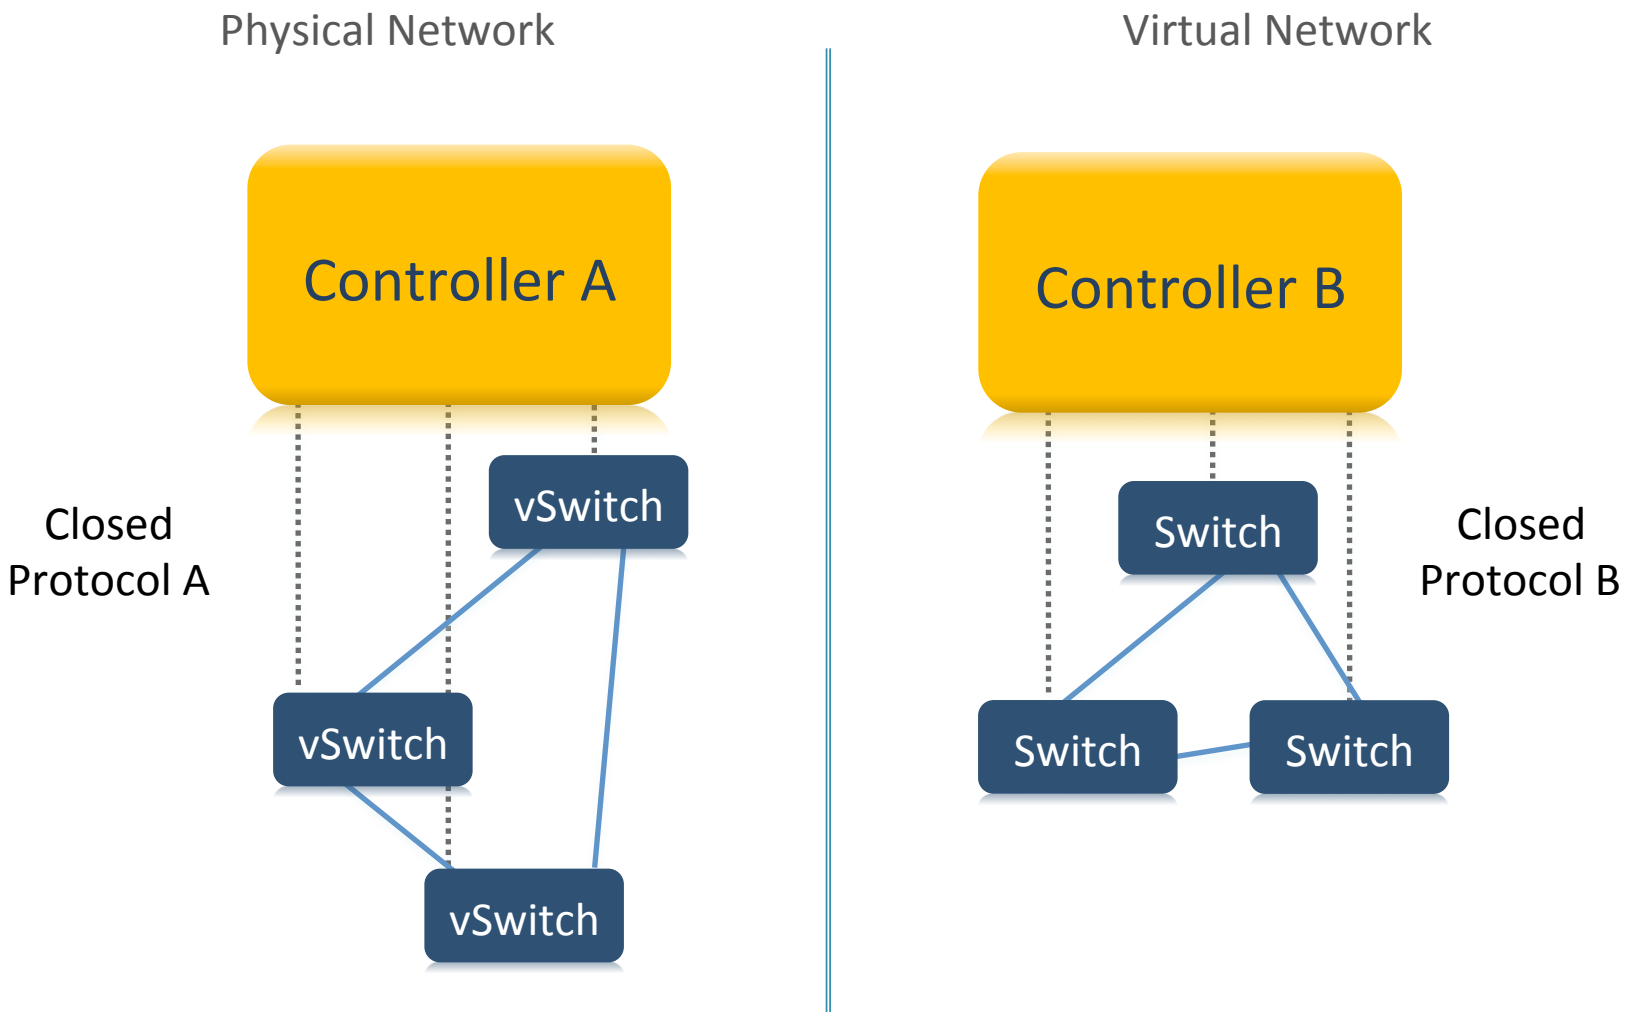 Physical Network
Virtual Network
Controller A
Controller B
vSwitch
Switch
Closed
Protocol A
Closed
Protocol B
vSwitch
Switch
Switch
vSwitch